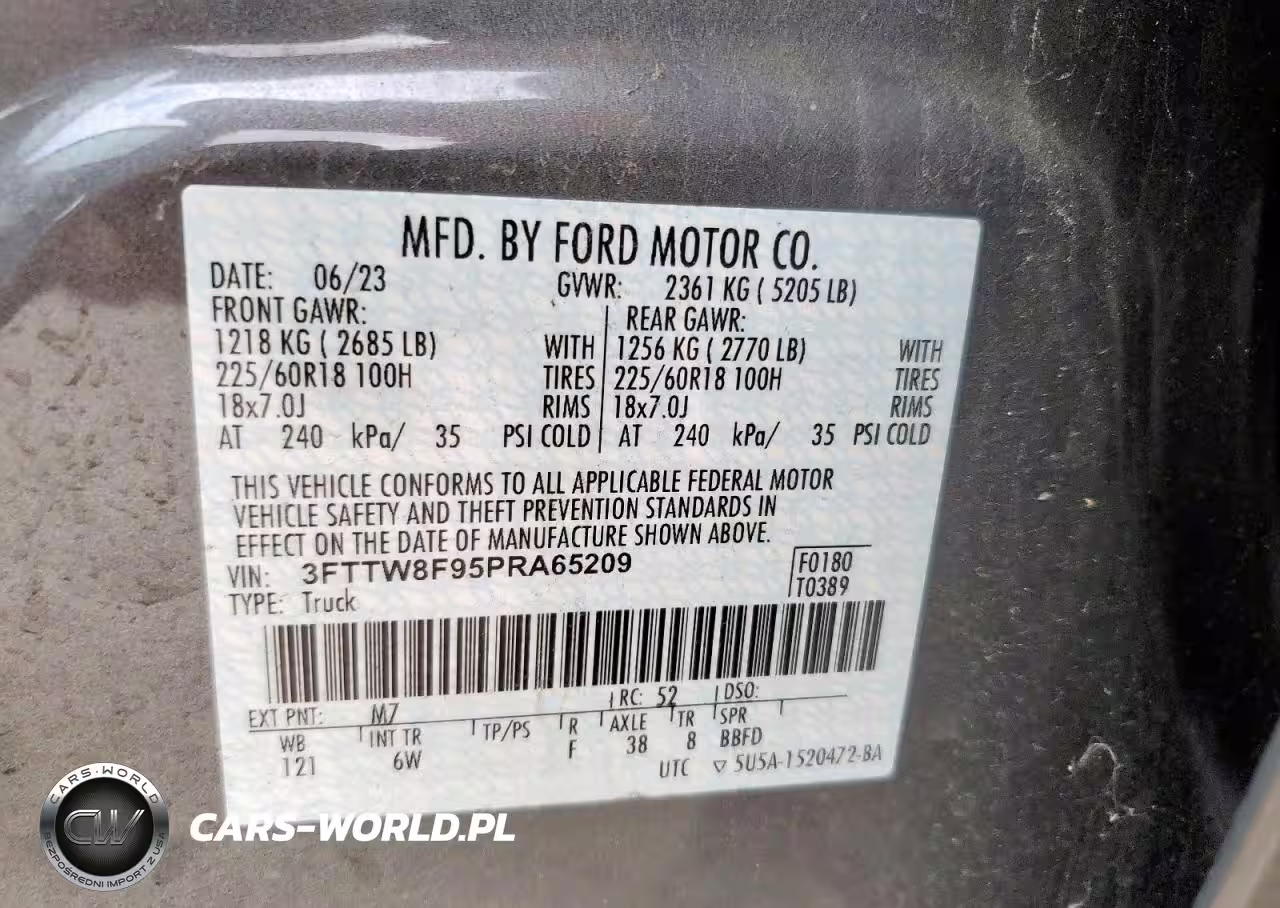 MFD. BY FORD MOTOR CO.
DATE: 06/23 GVWR: 2361 KG ( 5205 LB)
FRONT GAWR: REAR GAWR:
1218 KG ( 2685 LB) WITH 1256 KG ( 2770 LB) WITH
225/60R18 100H TIRES 225/60R18 100H TIRES
18x7.0J RIMS 18x7.0J RIMS
AT 240 kPa/ 35 PSI COLD AT 240 kPa/ 35 PSI COLD
THIS VEHICLE CONFORMS TO ALL APPLICABLE FEDERAL MOTOR
VEHICLE SAFETY AND THEFT PREVENTION STANDARDS IN
EFFECT ON THE DATE OF MANUFACTURE SHOWN ABOVE.
VIN: 3FTTW8F95PRA65209 F0180
TYPE: Truck T0389
EXT PNT: M7 RC: 52 DSO:
WB INT TR TP/PS R AXLE TR SPR
121 6W F 38 8 BBFD
UTC ▽ 5U5A-1520472-BA
CARS-WORLD
CW
BEZPOŚREDNI IMPORT Z USA
CARS-WORLD.PL